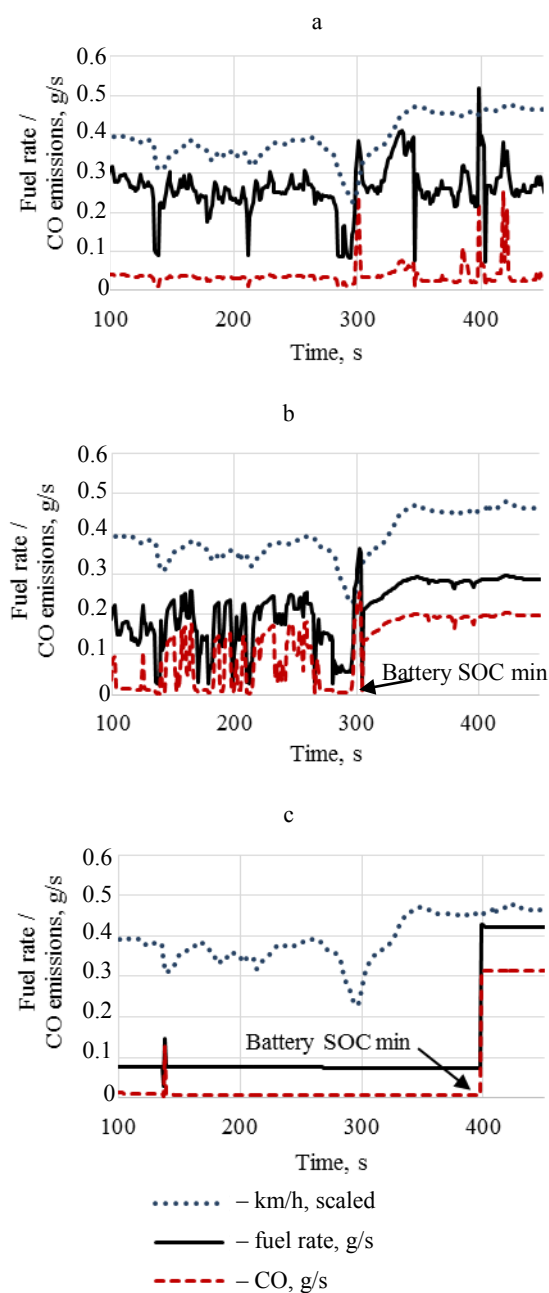 a
Fuel rate /
CO emissions, g/s
0.6
0.5
0.4
0.3
0.2
0.1
0
100 200 300 400
Time, s
b
Fuel rate /
CO emissions, g/s
0.6
0.5
0.4
0.3
0.2
0.1
0
Battery SOC min
100 200 300 400
Time, s
c
Fuel rate /
CO emissions, g/s
0.6
0.5
0.4
0.3
0.2
0.1
0
Battery SOC min
100 200 300 400
Time, s
– km/h, scaled
– fuel rate, g/s
– CO, g/s